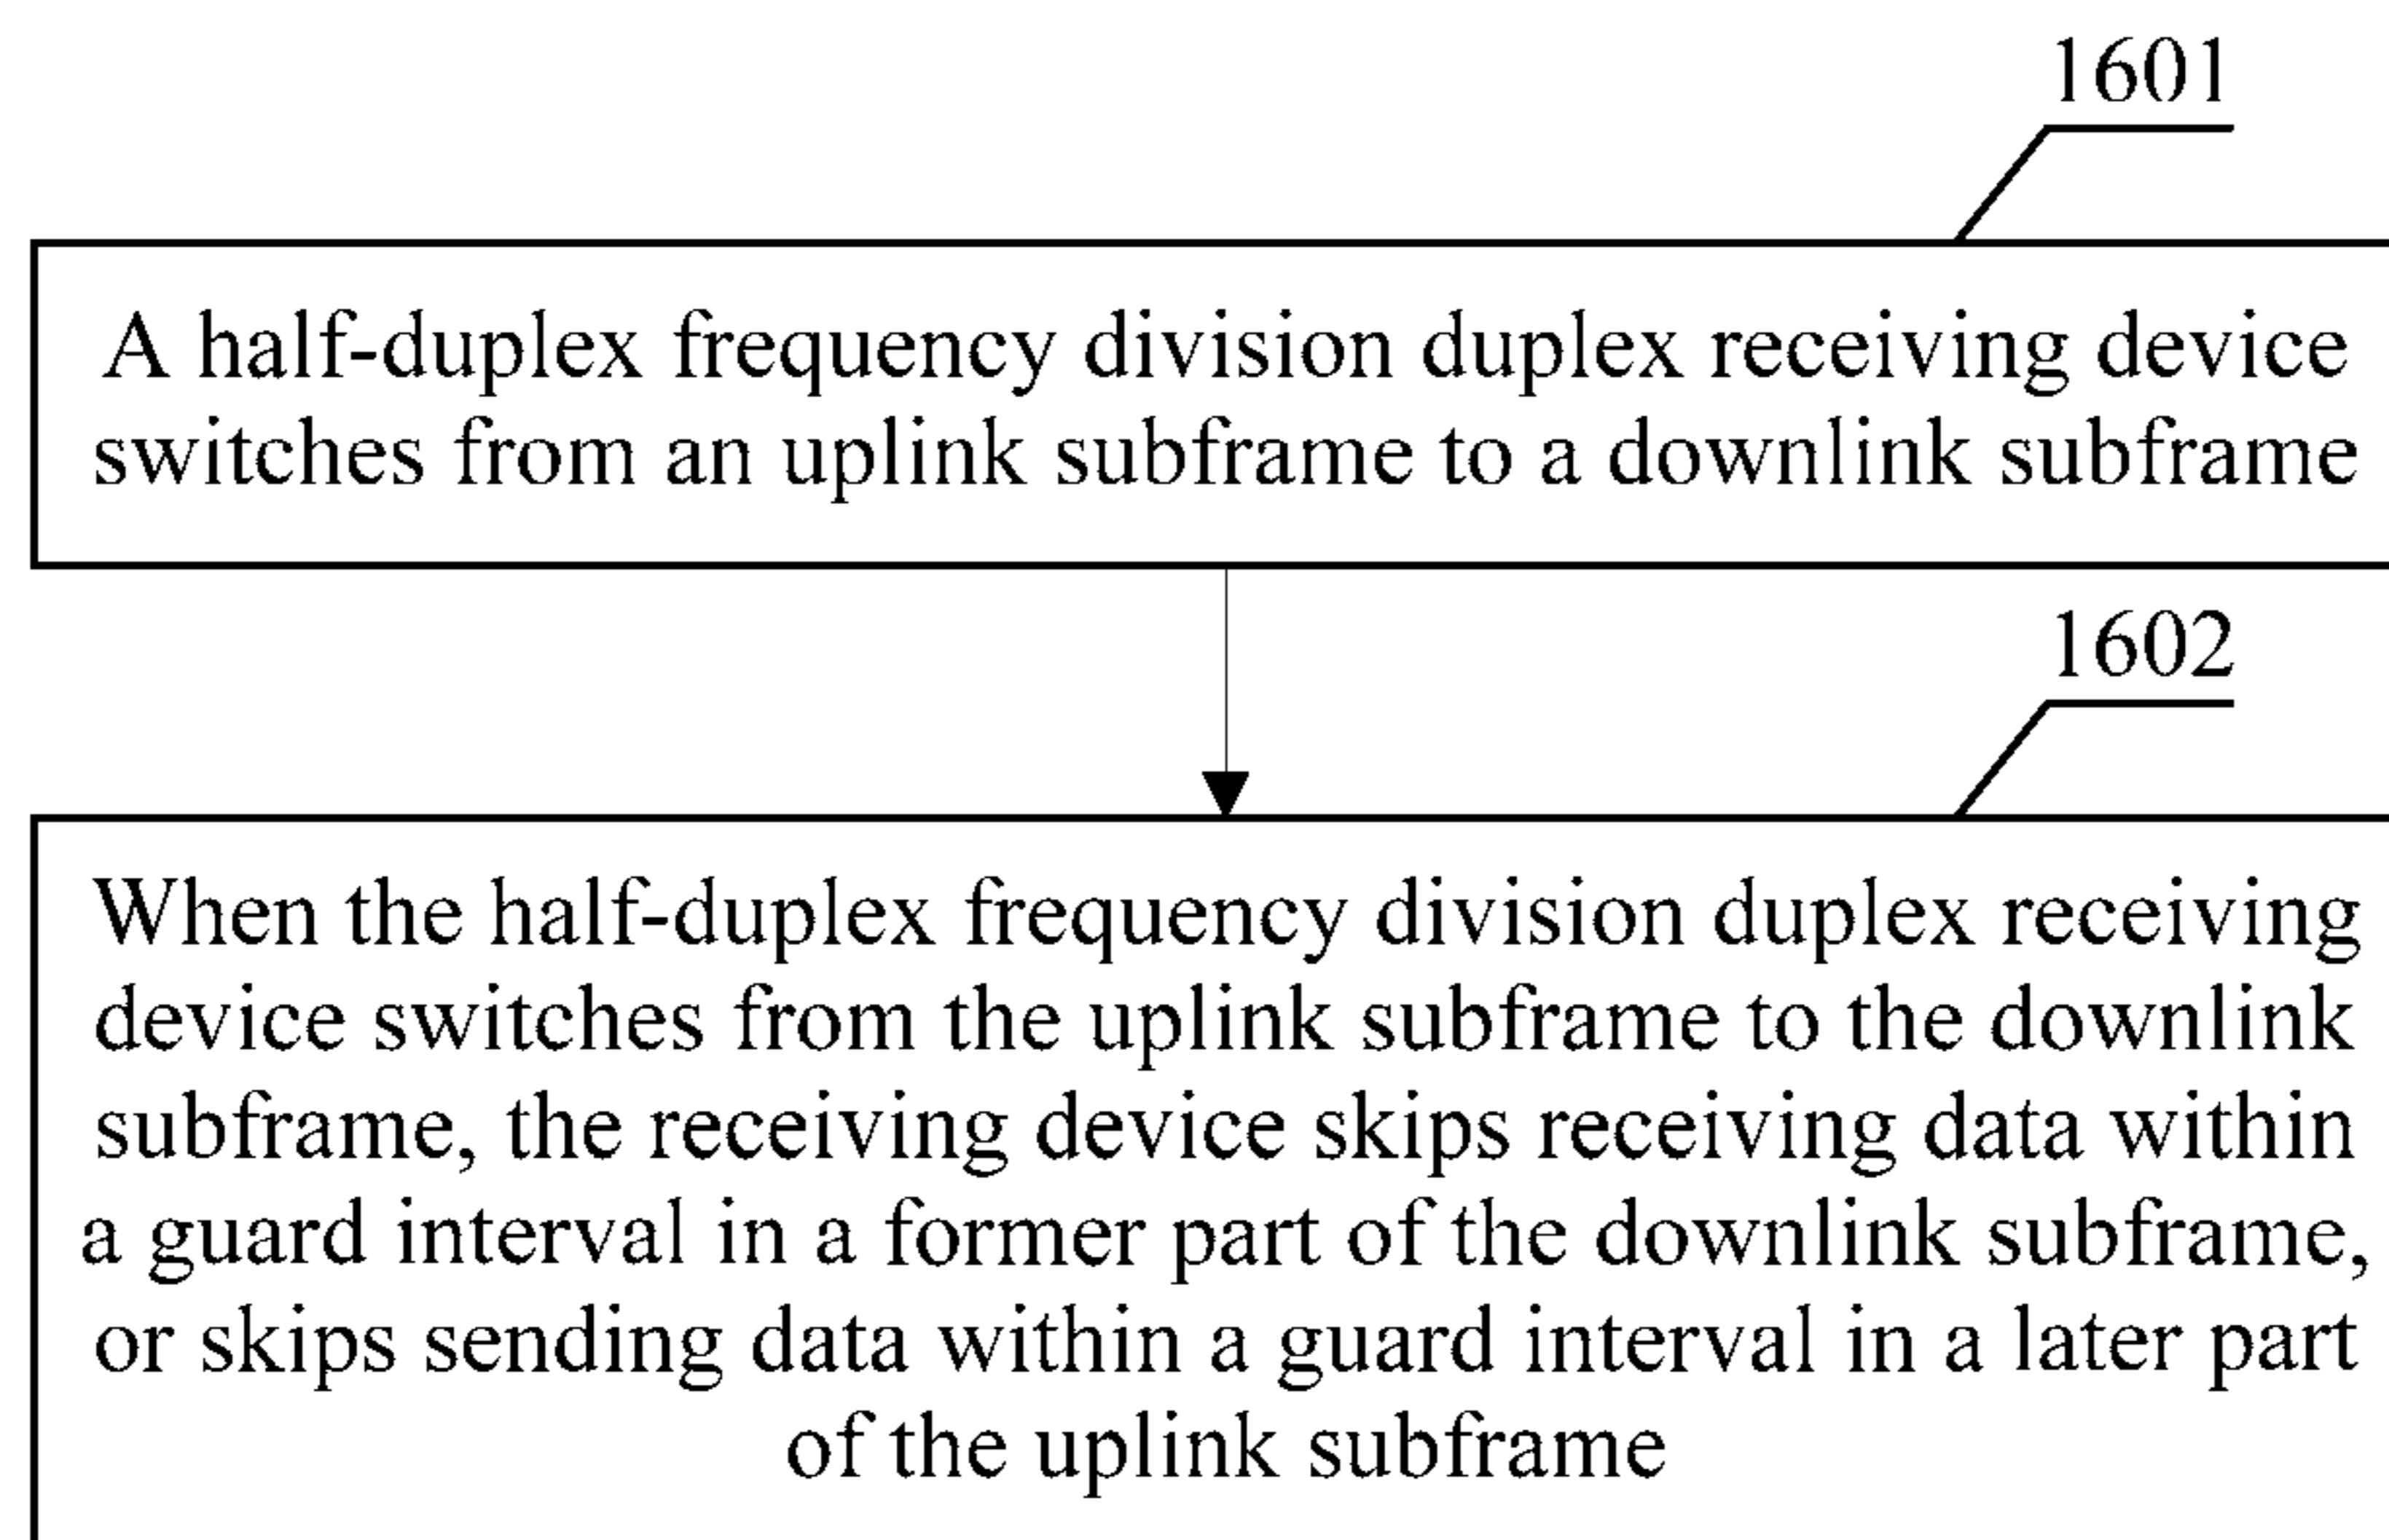 1601
A half-duplex frequency division duplex receiving device
switches from an uplink subframe to a downlink subframe
1602
When the half-duplex frequency division duplex receiving
device switches from the uplink subframe to the downlink
subframe, the receiving device skips receiving data within
a guard interval in a former part of the downlink subframe,
or skips sending data within a guard interval in a later part
of the uplink subframe